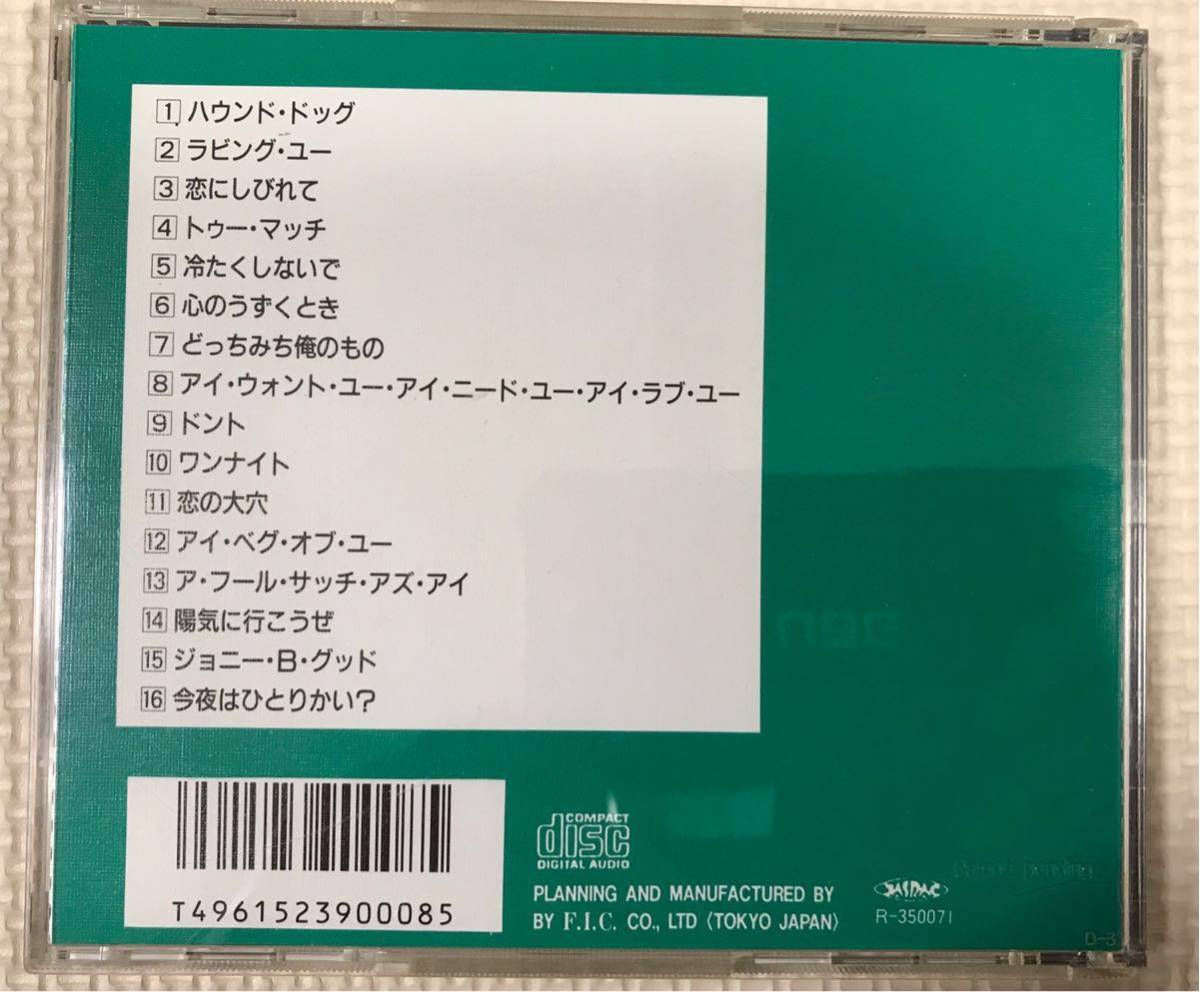 1 ハウンド・ドッグ
2 ラビング・ユー
3 恋にしびれて
4 トゥー・マッチ
5 冷たくしないで
6 心のうずくとき
7 どっちみち俺のもの
8 アイ・ウォント・ユー・アイ・ニード・ユー・アイ・ラブ・ユー
9 ドント
10 ワンナイト
11 恋の大穴
12 アイ・ベグ・オブ・ユー
13 ア・フール・サッチ・アズ・アイ
14 陽気に行こうぜ
15 ジョニー・B・グッド
16 今夜はひとりかい?
T4961523900085
COMPACT
disc
DIGITAL AUDIO
PLANNING AND MANUFACTURED BY
BY F.I.C. CO., LTD〈TOKYO JAPAN〉
JASRAC
R-350071
D-3